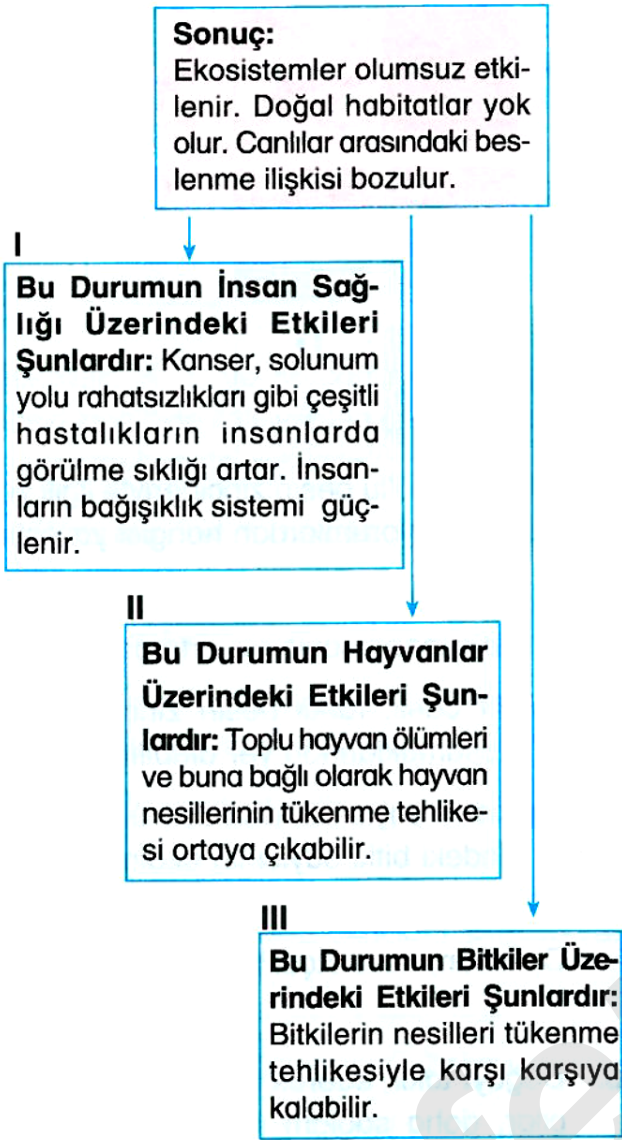 Sonuç:
Ekosistemler olumsuz etki-
lenir. Doğal habitatlar yok
olur. Canlılar arasındaki bes-
lenme ilişkisi bozulur.
I
Bu Durumun İnsan Sağ-
lığı Üzerindeki Etkileri
Şunlardır: Kanser, solunum
yolu rahatsızlıkları gibi çeşitli
hastalıkların insanlarda
görülme sıklığı artar. İnsan-
ların bağışıklık sistemi güç-
lenir.
II
Bu Durumun Hayvanlar
Üzerindeki Etkileri Şun-
lardır: Toplu hayvan ölümleri
ve buna bağlı olarak hayvan
nesillerinin tükenme tehlike-
si ortaya çıkabilir.
III
Bu Durumun Bitkiler Üze-
rindeki Etkileri Şunlardır:
Bitkilerin nesilleri tükenme
tehlikesiyle karşı karşıya
kalabilir.